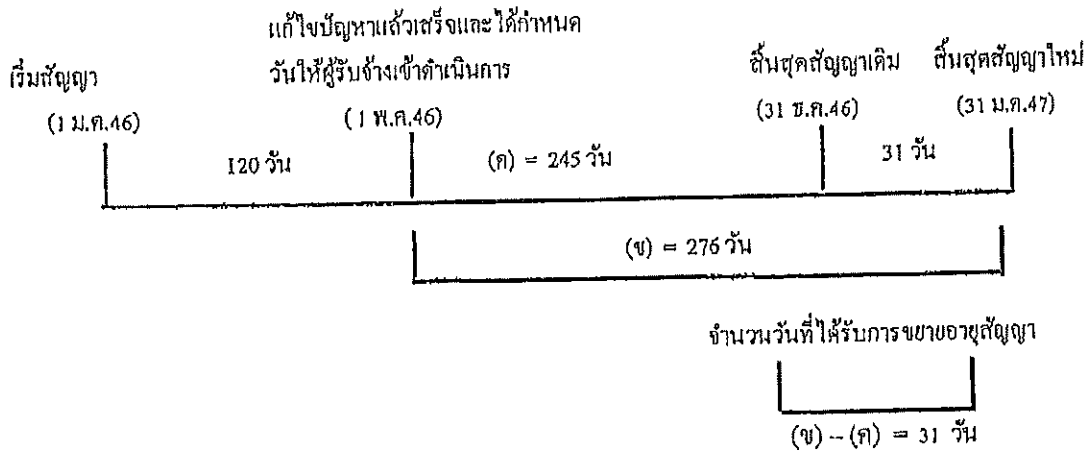 แก้ไขปัญหาแล้วเสร็จและได้กำหนด
วันให้ผู้รับจ้างเข้าดำเนินการ
เริ่มสัญญา
สิ้นสุดสัญญาเดิม
สิ้นสุดสัญญาใหม่
(1 ม.ค.46)
(1 พ.ค.46)
(31 ธ.ค.46)
(31 ม.ค.47)
120 วัน
(ค) = 245 วัน
31 วัน
(ข) = 276 วัน
จำนวนวันที่ได้รับการขยายอายุสัญญา
(ข) – (ค) = 31 วัน